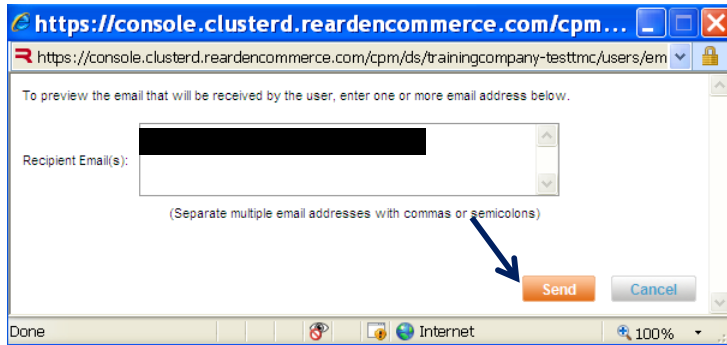 https://console.clusterd.reardencommerce.com/cpm...
https://console.clusterd.reardencommerce.com/cpm/ds/trainingcompany-testtmc/users/em
To preview the email that will be received by the user, enter one or more email address below.
Recipient Email(s):
(Separate multiple email addresses with commas or semicolons)
Send Cancel
Done Internet 100%